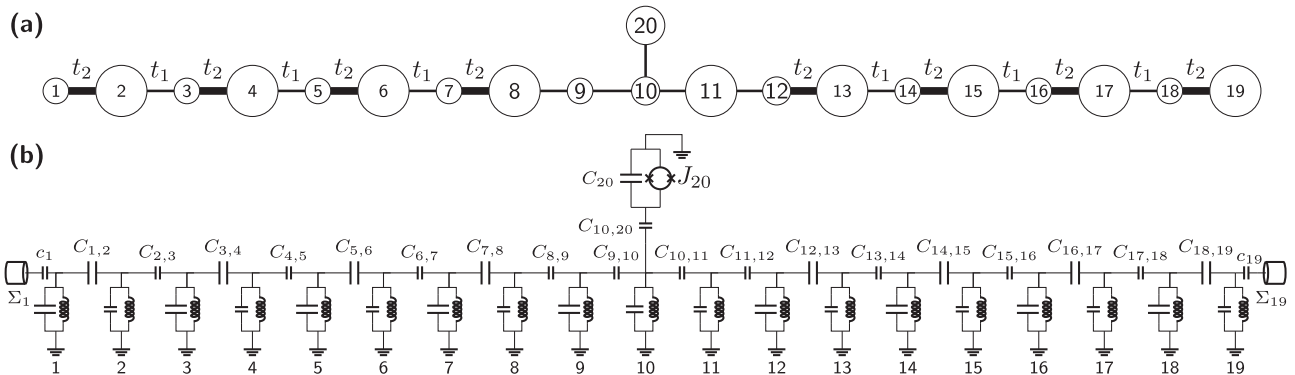 (a)
20
t₂ t₁ t₂ t₁ t₂ t₁ t₂ t₂ t₁ t₂ t₁ t₂ t₁ t₂
1 2 3 4 5 6 7 8 9 10 11 12 13 14 15 16 17 18 19
(b)
C₂₀ J₂₀
C₁₀,₂₀
c₁ C₁,₂ C₂,₃ C₃,₄ C₄,₅ C₅,₆ C₆,₇ C₇,₈ C₈,₉ C₉,₁₀ C₁₀,₁₁ C₁₁,₁₂ C₁₂,₁₃ C₁₃,₁₄ C₁₄,₁₅ C₁₅,₁₆ C₁₆,₁₇ C₁₇,₁₈ C₁₈,₁₉ c₁₉
Σ₁ Σ₁₉
1 2 3 4 5 6 7 8 9 10 11 12 13 14 15 16 17 18 19